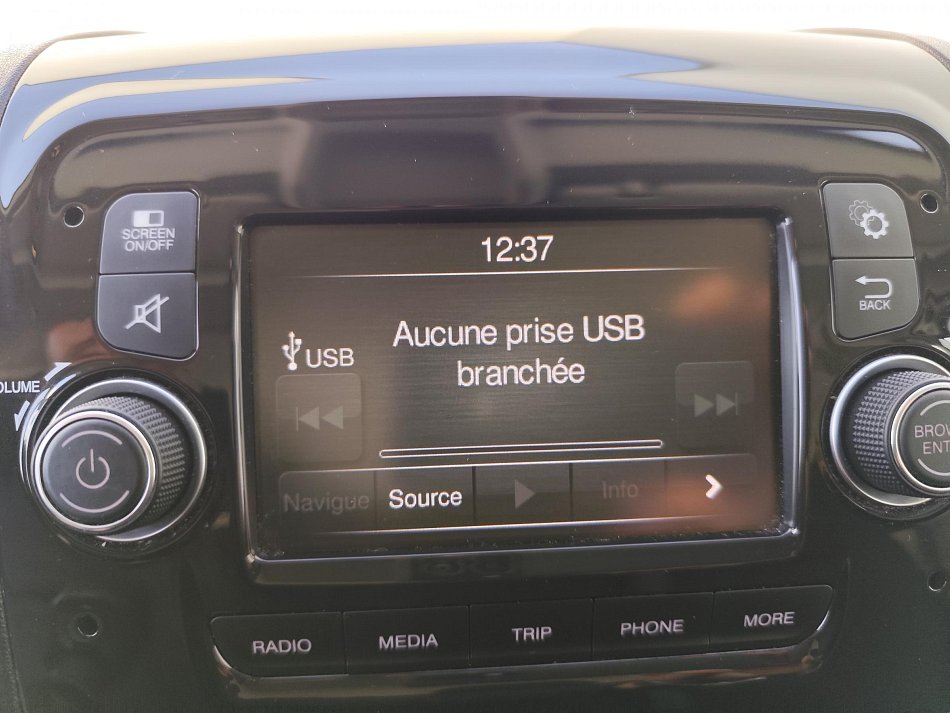 12:37
SCREEN
ON/OFF
Aucune prise USB
branchée
USB
BACK
Navigue
Source
Info
RADIO
MEDIA
TRIP
PHONE
MORE